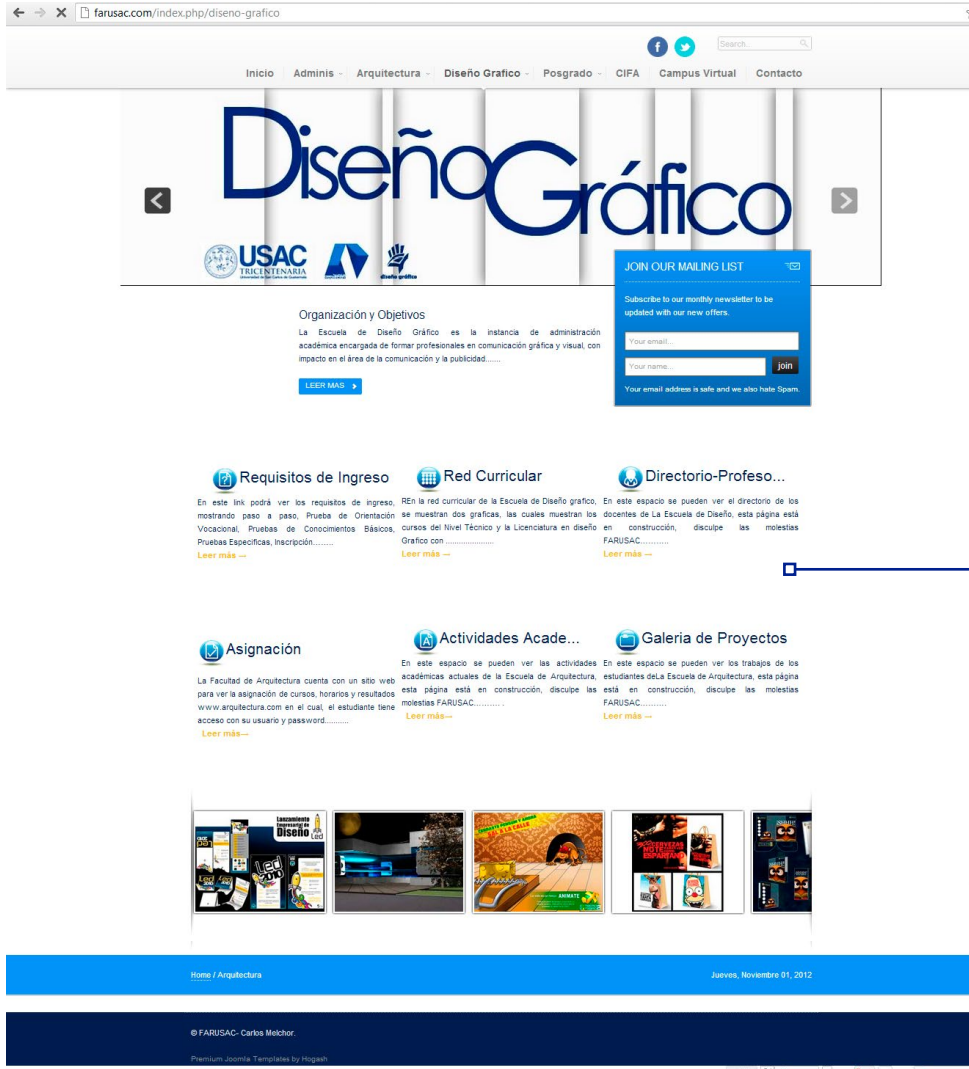 farusac.com/index.php/diseno-grafico
Search...
Inicio Adminis Arquitectura Diseño Grafico Posgrado CIFA Campus Virtual Contacto
DiseñoGráfico
USAC
TRICENTENARIA
Universidad de San Carlos de Guatemala
diseño gráfico
JOIN OUR MAILING LIST
Subscribe to our monthly newsletter to be
updated with our new offers.
Your email...
Your name...
join
Your email address is safe and we also hate Spam.
Organización y Objetivos
La Escuela de Diseño Gráfico es la instancia de administración
académica encargada de formar profesionales en comunicación gráfica y visual, con
impacto en el área de la comunicación y la publicidad.......
LEER MAS
Requisitos de Ingreso
En este link podrá ver los requisitos de ingreso,
mostrando paso a paso, Prueba de Orientación
Vocacional, Pruebas de Conocimientos Básicos,
Pruebas Especificas, Inscripción........
Leer más →
Red Curricular
REn la red curricular de la Escuela de Diseño grafico,
se muestran dos graficas, las cuales muestran los
cursos del Nivel Técnico y la Licenciatura en diseño
Grafico con ......................
Leer más →
Directorio-Profeso...
En este espacio se pueden ver el directorio de los
docentes de La Escuela de Diseño, esta página está
en construcción, disculpe las molestias
FARUSAC...........
Leer más →
Asignación
La Facultad de Arquitectura cuenta con un sitio web
para ver la asignación de cursos, horarios y resultados
www.arquitectura.com en el cual, el estudiante tiene
acceso con su usuario y password..........
Leer más→
Actividades Acade...
En este espacio se pueden ver las actividades
académicas actuales de la Escuela de Arquitectura,
esta página está en construcción, disculpe las
molestias FARUSAC.......... .
Leer más→
Galeria de Proyectos
En este espacio se pueden ver los trabajos de los
estudiantes deLa Escuela de Arquitectura, esta página
está en construcción, disculpe las molestias
FARUSAC..........
Leer más →
Lanzamiento
Empresarial de
Diseño
Led
Led
2010
ANIMATE
CERVEZAS
NOT
ESPARTAN
Home / Arquitectura
Jueves, Noviembre 01, 2012
© FARUSAC- Carlos Melchor.
Premium Joomla Templates by Hogash